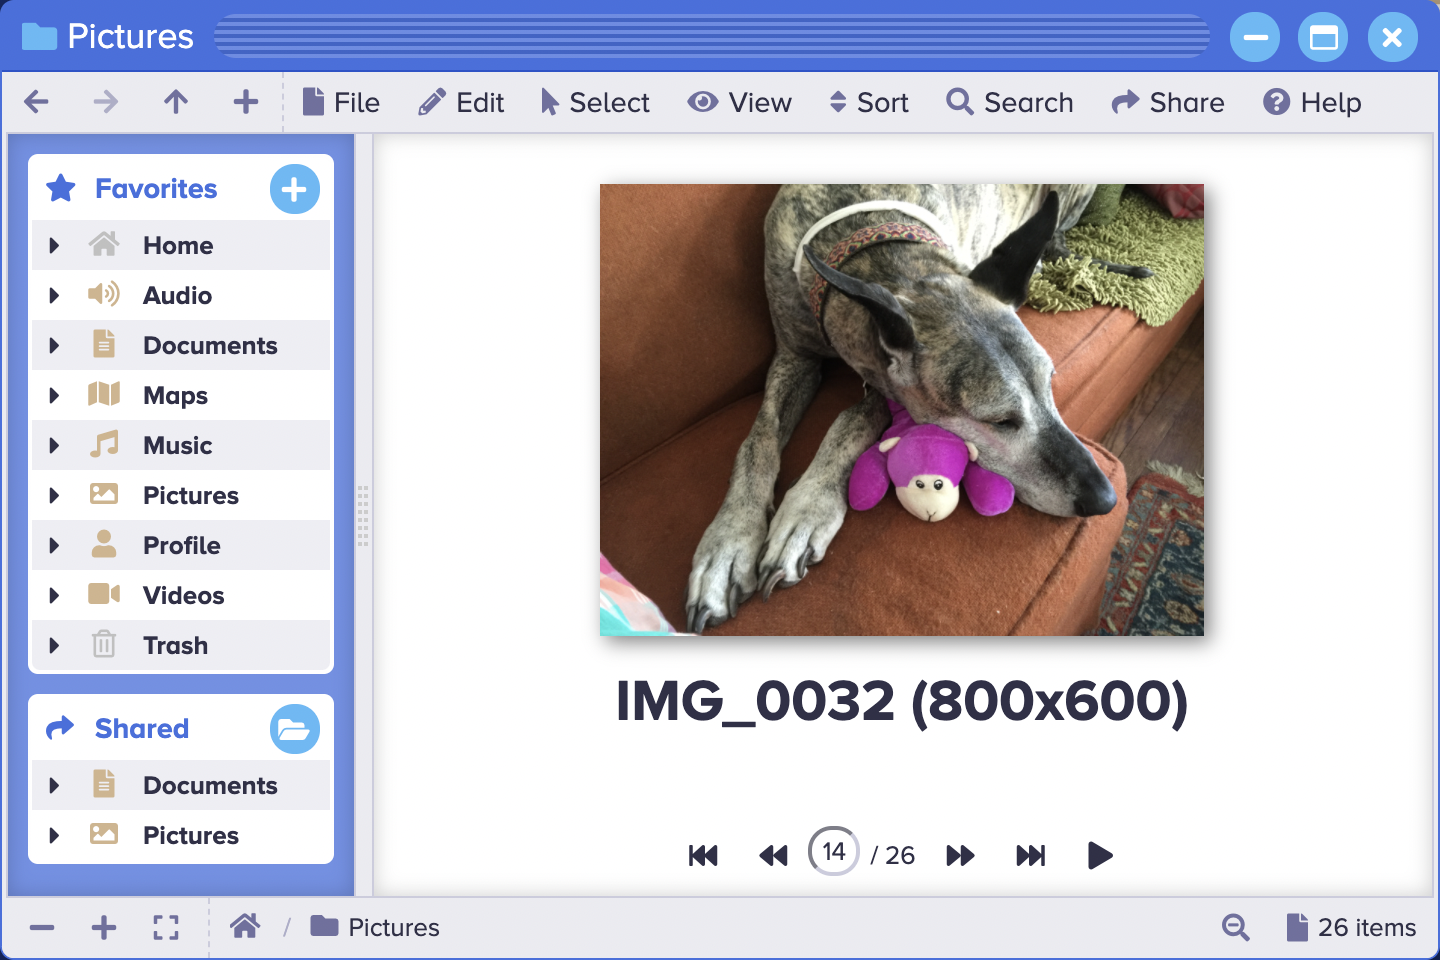 Pictures
File Edit Select View Sort Search Share Help
Favorites
Home
Audio
Documents
Maps
Music
Pictures
Profile
Videos
Trash
Shared
Documents
Pictures
IMG_0032 (800x600)
14 / 26
/ Pictures
26 items